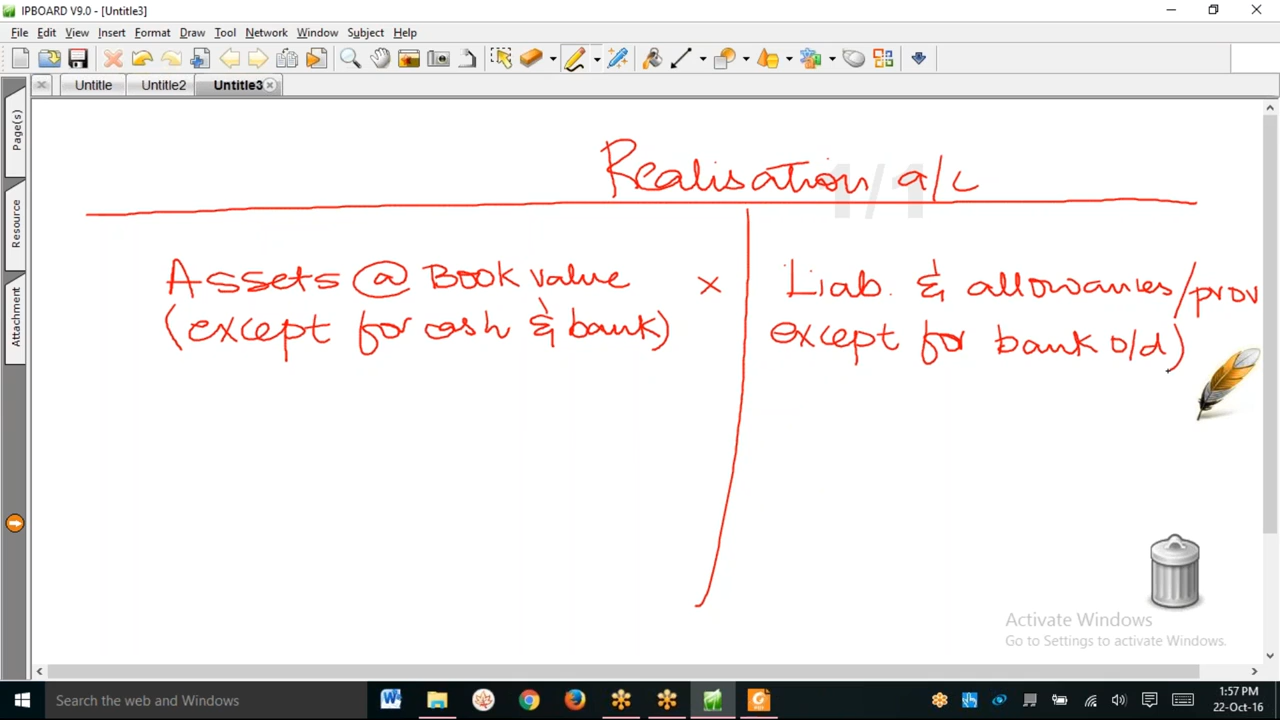 IPBOARD V9.0 - [Untitle3]
File Edit View Insert Format Draw Tool Network Window Subject Help
Untitle Untitle2 Untitle3
Page(s)
Resource
Attachment
1/1
Realisation a/c
Assets @ Book value x
(except for cash & bank)
Liab. & allowances/prov
except for bank o/d)
Activate Windows
Go to Settings to activate Windows.
Search the web and Windows
1:57 PM
22-Oct-16